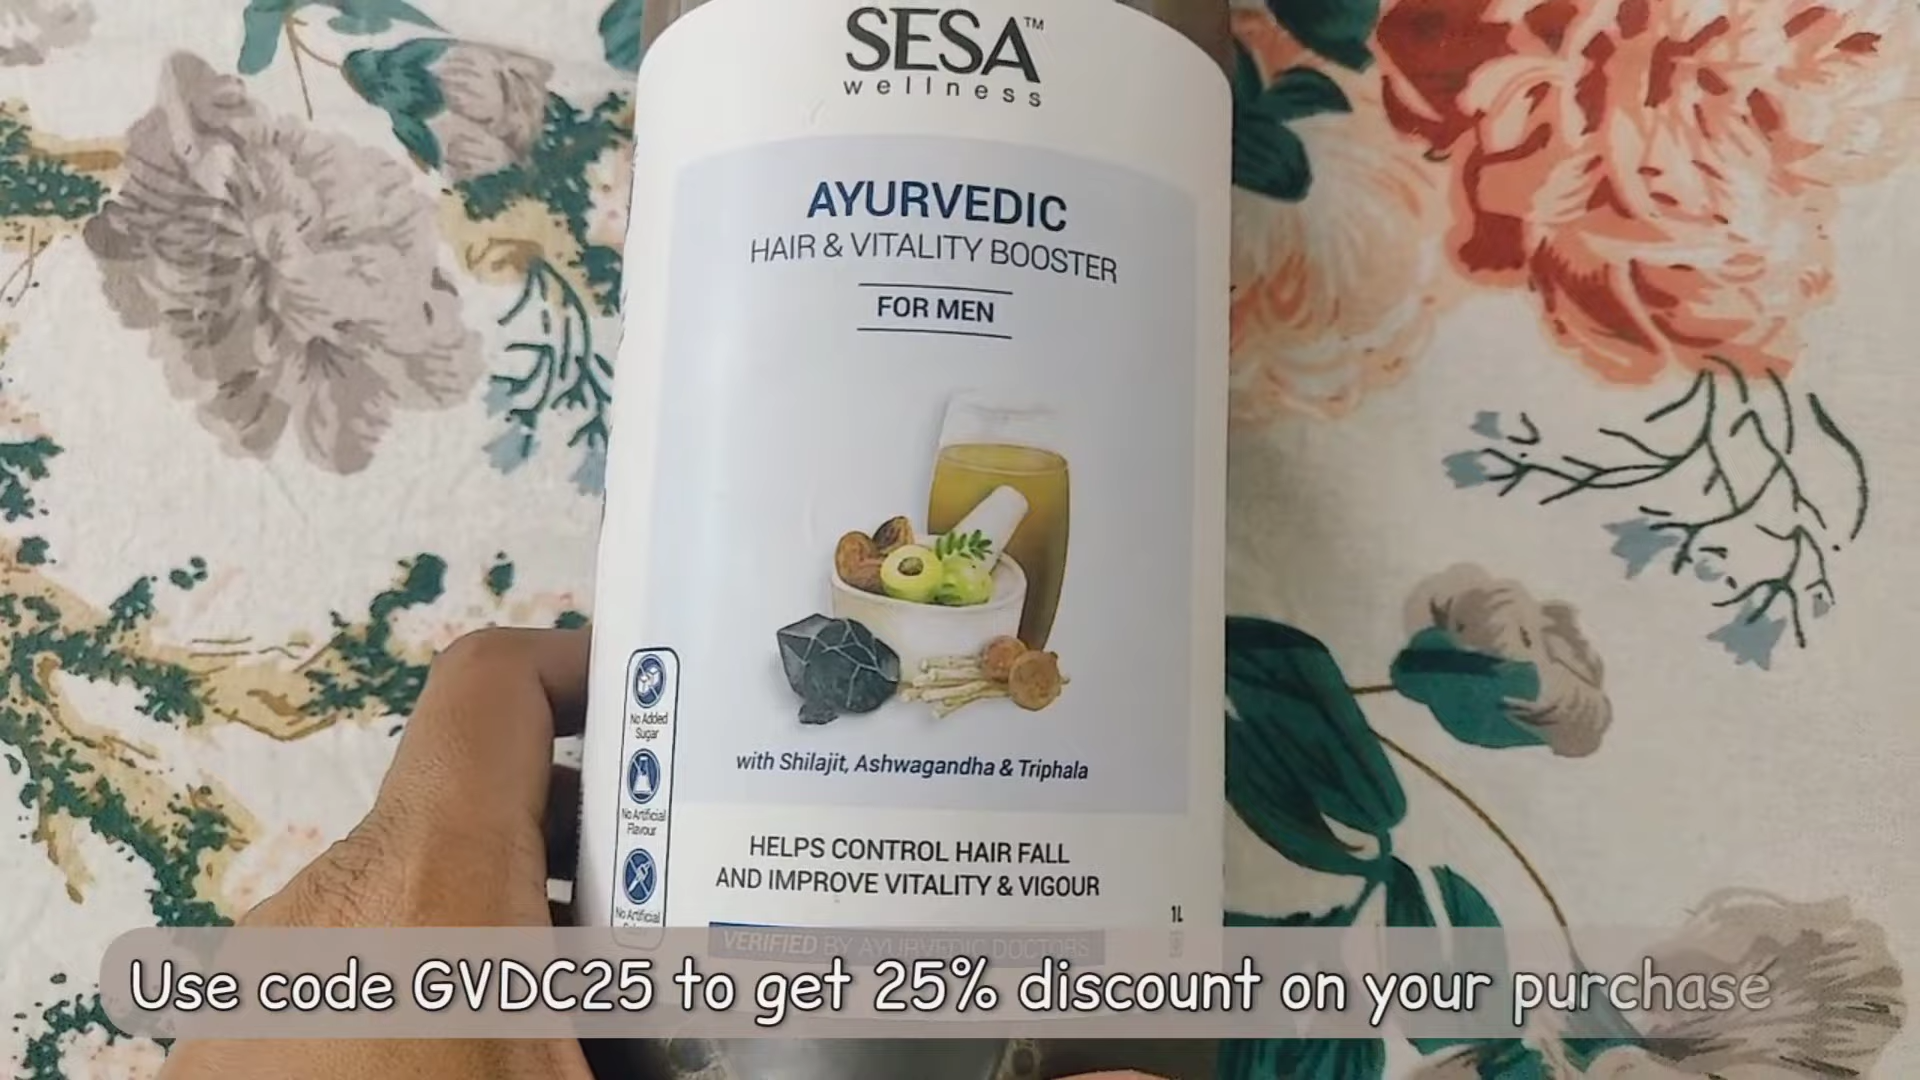 SESA™
wellness
AYURVEDIC
HAIR & VITALITY BOOSTER
FOR MEN
with Shilajit, Ashwagandha & Triphala
No Added
Sugar
No Artificial
Flavour
No Artificial
HELPS CONTROL HAIR FALL
AND IMPROVE VITALITY & VIGOUR
1L
VERIFIED BY AYURVEDIC DOCTORS
Use code GVDC25 to get 25% discount on your purchase